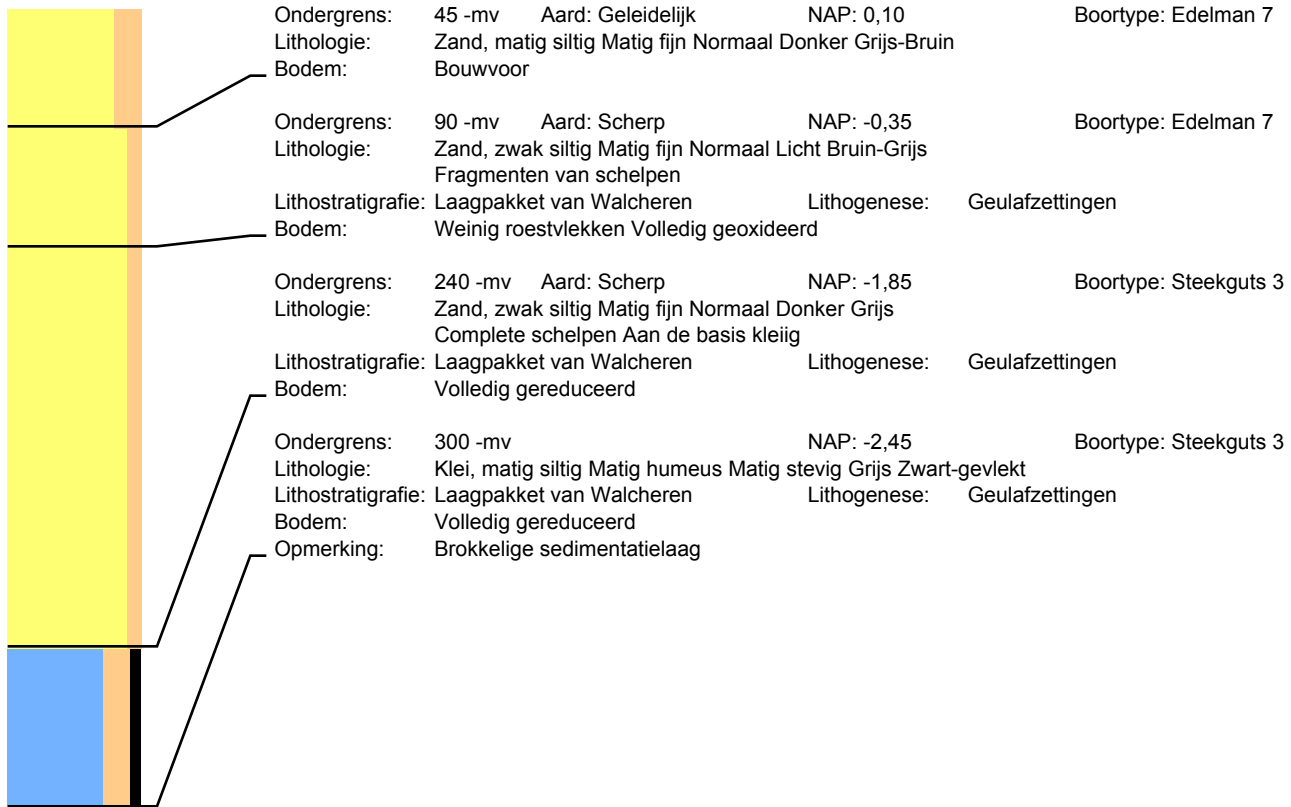 Ondergrens: 45 -mv Aard: Geleidelijk NAP: 0,10 Boortype: Edelman 7
Lithologie: Zand, matig siltig Matig fijn Normaal Donker Grijs-Bruin
Bodem: Bouwvoor
Ondergrens: 90 -mv Aard: Scherp NAP: -0,35 Boortype: Edelman 7
Lithologie: Zand, zwak siltig Matig fijn Normaal Licht Bruin-Grijs
Fragmenten van schelpen
Lithostratigrafie: Laagpakket van Walcheren Lithogenese: Geulafzettingen
Bodem: Weinig roestvlekken Volledig geoxideerd
Ondergrens: 240 -mv Aard: Scherp NAP: -1,85 Boortype: Steekguts 3
Lithologie: Zand, zwak siltig Matig fijn Normaal Donker Grijs
Complete schelpen Aan de basis kleiig
Lithostratigrafie: Laagpakket van Walcheren Lithogenese: Geulafzettingen
Bodem: Volledig gereduceerd
Ondergrens: 300 -mv NAP: -2,45 Boortype: Steekguts 3
Lithologie: Klei, matig siltig Matig humeus Matig stevig Grijs Zwart-gevlekt
Lithostratigrafie: Laagpakket van Walcheren Lithogenese: Geulafzettingen
Bodem: Volledig gereduceerd
Opmerking: Brokkelige sedimentatielaag